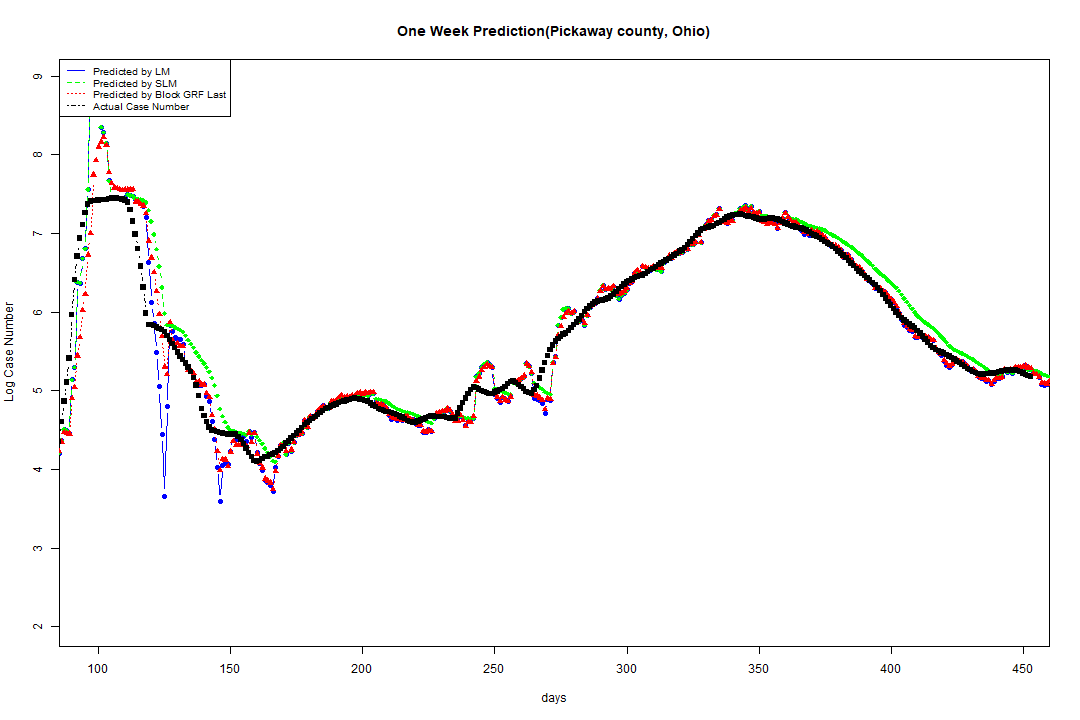 One Week Prediction(Pickaway county, Ohio)
Predicted by LM
Predicted by SLM
Predicted by Block GRF Last
Actual Case Number
Log Case Number
9
8
7
6
5
4
3
2
100 150 200 250 300 350 400 450
days